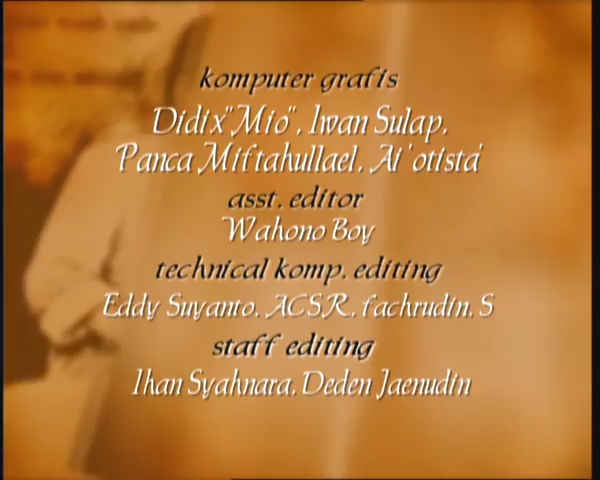 komputer grafis
Didix"Mio", Iwan Sulap,
Panca Miftahullael, Ai'otista'
asst. editor
Wahono Boy
technical komp. editing
Eddy Suyanto, ACSR, fachrudin, S
staff editing
Ihan Syahnara, Deden Jaenudin